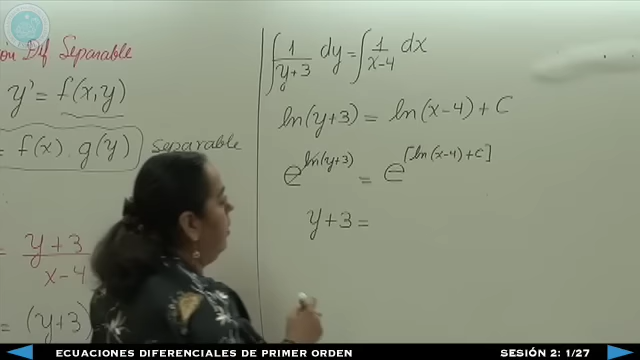 ión Dif Separable
y' = f(x,y)
= f(x) · g(y) separable
= y+3 / x-4
= (y+3)
∫ 1/(y+3) dy = ∫ 1/(x-4) dx
ln(y+3) = ln(x-4) + C
e^ln(y+3) = e^[ln(x-4)+C]
y+3 =
ECUACIONES DIFERENCIALES DE PRIMER ORDEN
SESIÓN 2: 1/27